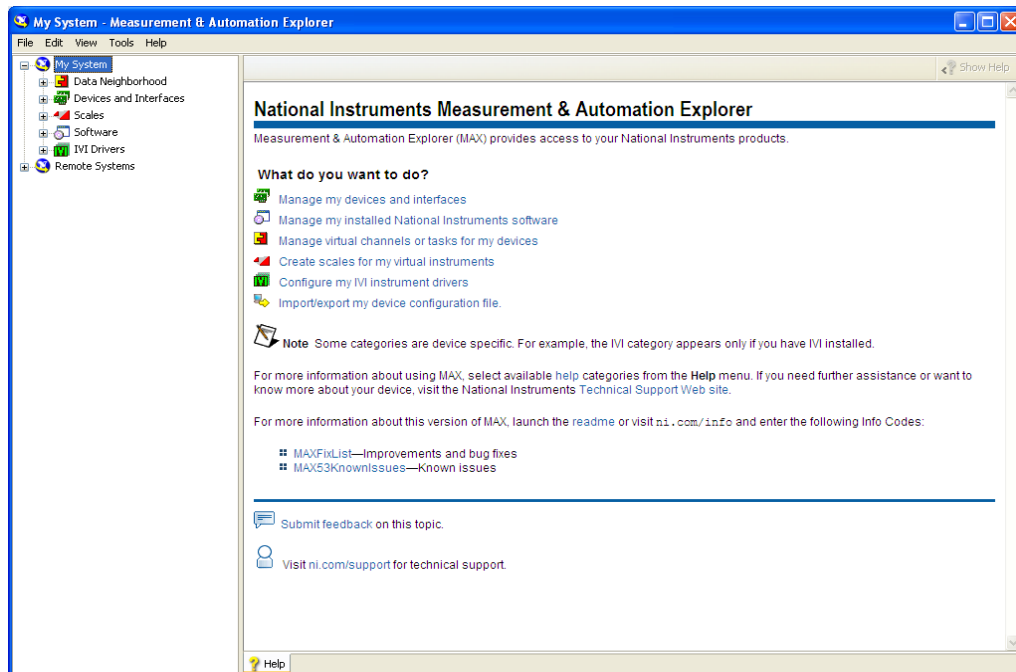 My System - Measurement & Automation Explorer
File Edit View Tools Help
My System
Data Neighborhood
Devices and Interfaces
Scales
Software
IVI Drivers
Remote Systems
Show Help
National Instruments Measurement & Automation Explorer
Measurement & Automation Explorer (MAX) provides access to your National Instruments products.
What do you want to do?
Manage my devices and interfaces
Manage my installed National Instruments software
Manage virtual channels or tasks for my devices
Create scales for my virtual instruments
IVI Configure my IVI instrument drivers
Import/export my device configuration file.
Note Some categories are device specific. For example, the IVI category appears only if you have IVI installed.
For more information about using MAX, select available help categories from the Help menu. If you need further assistance or want to
know more about your device, visit the National Instruments Technical Support Web site.
For more information about this version of MAX, launch the readme or visit ni.com/info and enter the following Info Codes:
MAXFixList—Improvements and bug fixes
MAX53KnownIssues—Known issues
Submit feedback on this topic.
Visit ni.com/support for technical support.
Help